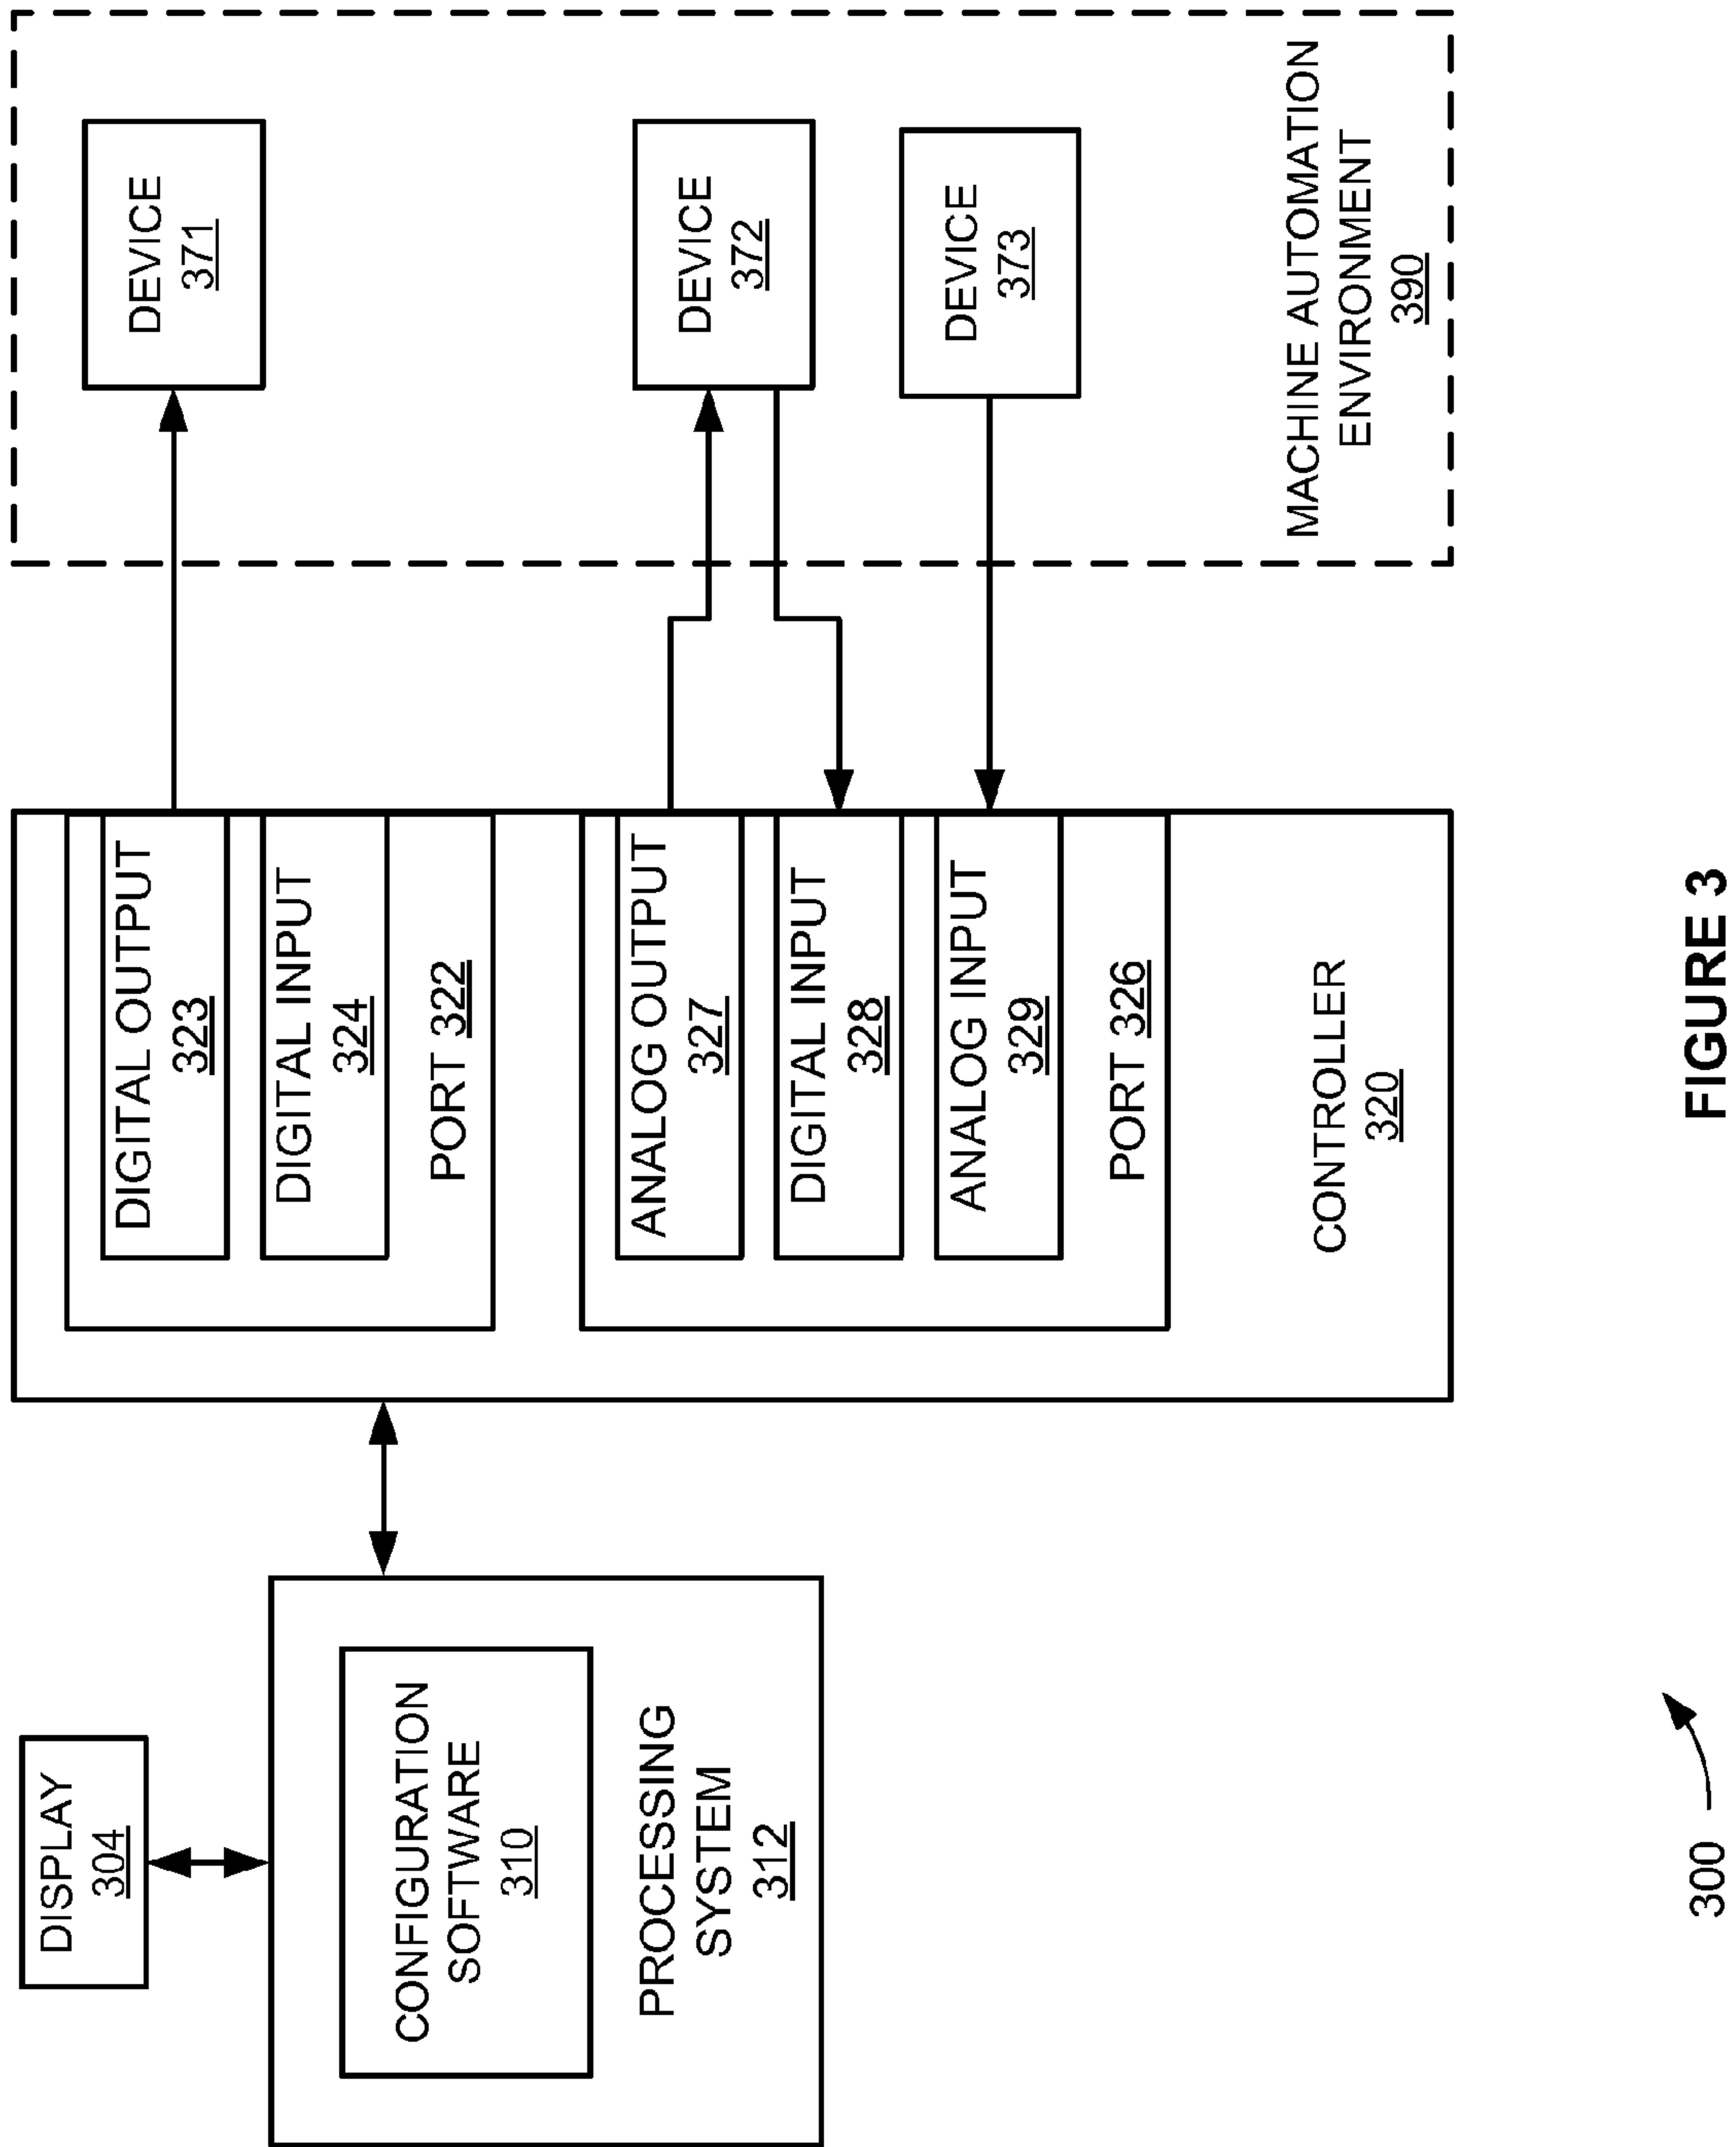 DISPLAY
304
CONFIGURATION
SOFTWARE
310
PROCESSING
SYSTEM
312
DIGITAL OUTPUT
323
DIGITAL INPUT
324
PORT 322
ANALOG OUTPUT
327
DIGITAL INPUT
328
ANALOG INPUT
329
PORT 326
CONTROLLER
320
DEVICE
371
DEVICE
372
DEVICE
373
MACHINE AUTOMATION
ENVIRONMENT
390
300
FIGURE 3